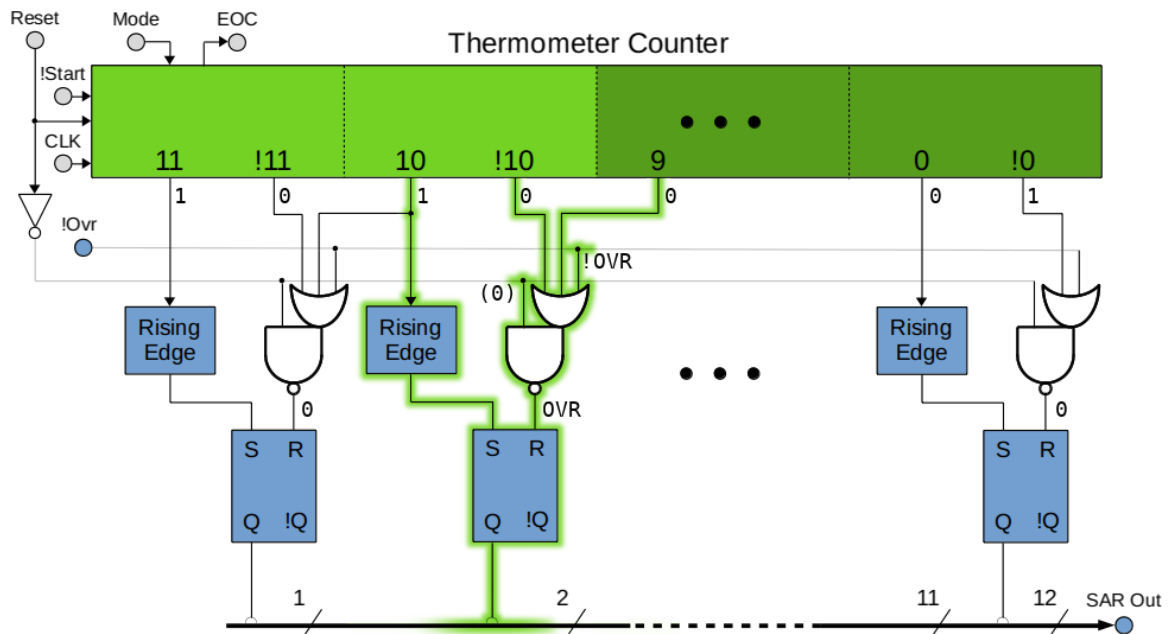 Reset
Mode
EOC
Thermometer Counter
!Start
CLK
11 !11 10 !10 9 0 !0
1 0 1 0 0 0 1
!Ovr
!OVR
(0)
Rising
Edge
Rising
Edge
Rising
Edge
0 OVR 0
S R S R S R
Q !Q Q !Q Q !Q
1 2 11 12 SAR Out